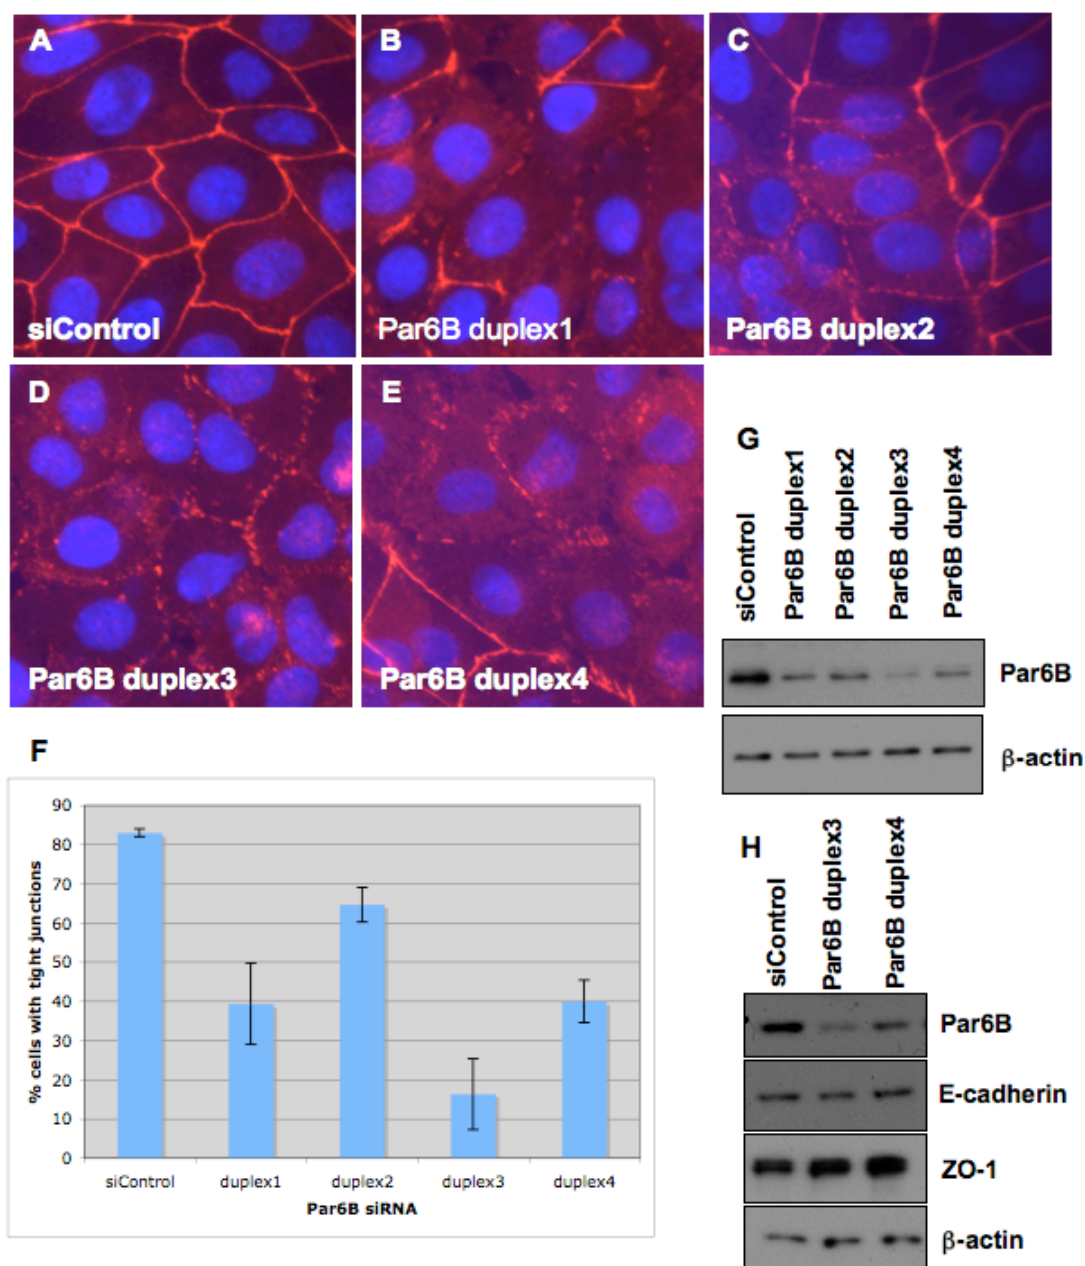 A
siControl
B
Par6B duplex1
C
Par6B duplex2
D
Par6B duplex3
E
Par6B duplex4
F
90
80
70
60
50
40
30
20
10
0
% cells with tight junctions
siControl
duplex1
duplex2
duplex3
duplex4
Par6B siRNA
G
siControl
Par6B duplex1
Par6B duplex2
Par6B duplex3
Par6B duplex4
Par6B
β-actin
H
siControl
Par6B duplex3
Par6B duplex4
Par6B
E-cadherin
ZO-1
β-actin